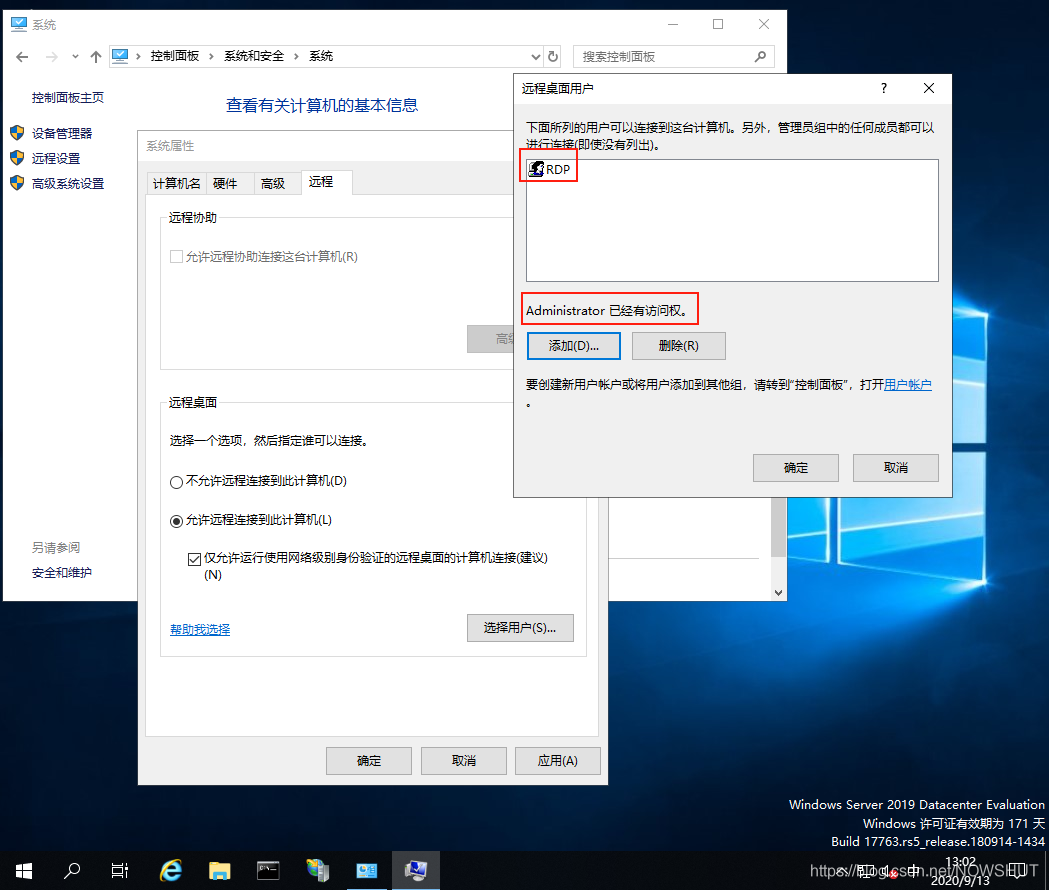 系统
控制面板 › 系统和安全 › 系统
搜索控制面板
控制面板主页
设备管理器
远程设置
高级系统设置
另请参阅
安全和维护
查看有关计算机的基本信息
系统属性
计算机名 硬件 高级 远程
远程协助
允许远程协助连接这台计算机(R)
高级
远程桌面
选择一个选项，然后指定谁可以连接。
不允许远程连接到此计算机(D)
允许远程连接到此计算机(L)
仅允许运行使用网络级别身份验证的远程桌面的计算机连接(建议)
(N)
帮助我选择
选择用户(S)...
确定 取消 应用(A)
远程桌面用户
?
下面所列的用户可以连接到这台计算机。另外，管理员组中的任何成员都可以
进行连接(即使没有列出)。
RDP
Administrator 已经有访问权。
添加(D)... 删除(R)
要创建新用户帐户或将用户添加到其他组，请转到“控制面板”，打开用户帐户
。
确定 取消
Windows Server 2019 Datacenter Evaluation
Windows 许可证有效期为 171 天
Build 17763.rs5_release.180914-1434
中
13:02
2020/9/13
https://blog.csdn.net/NOWSHUT